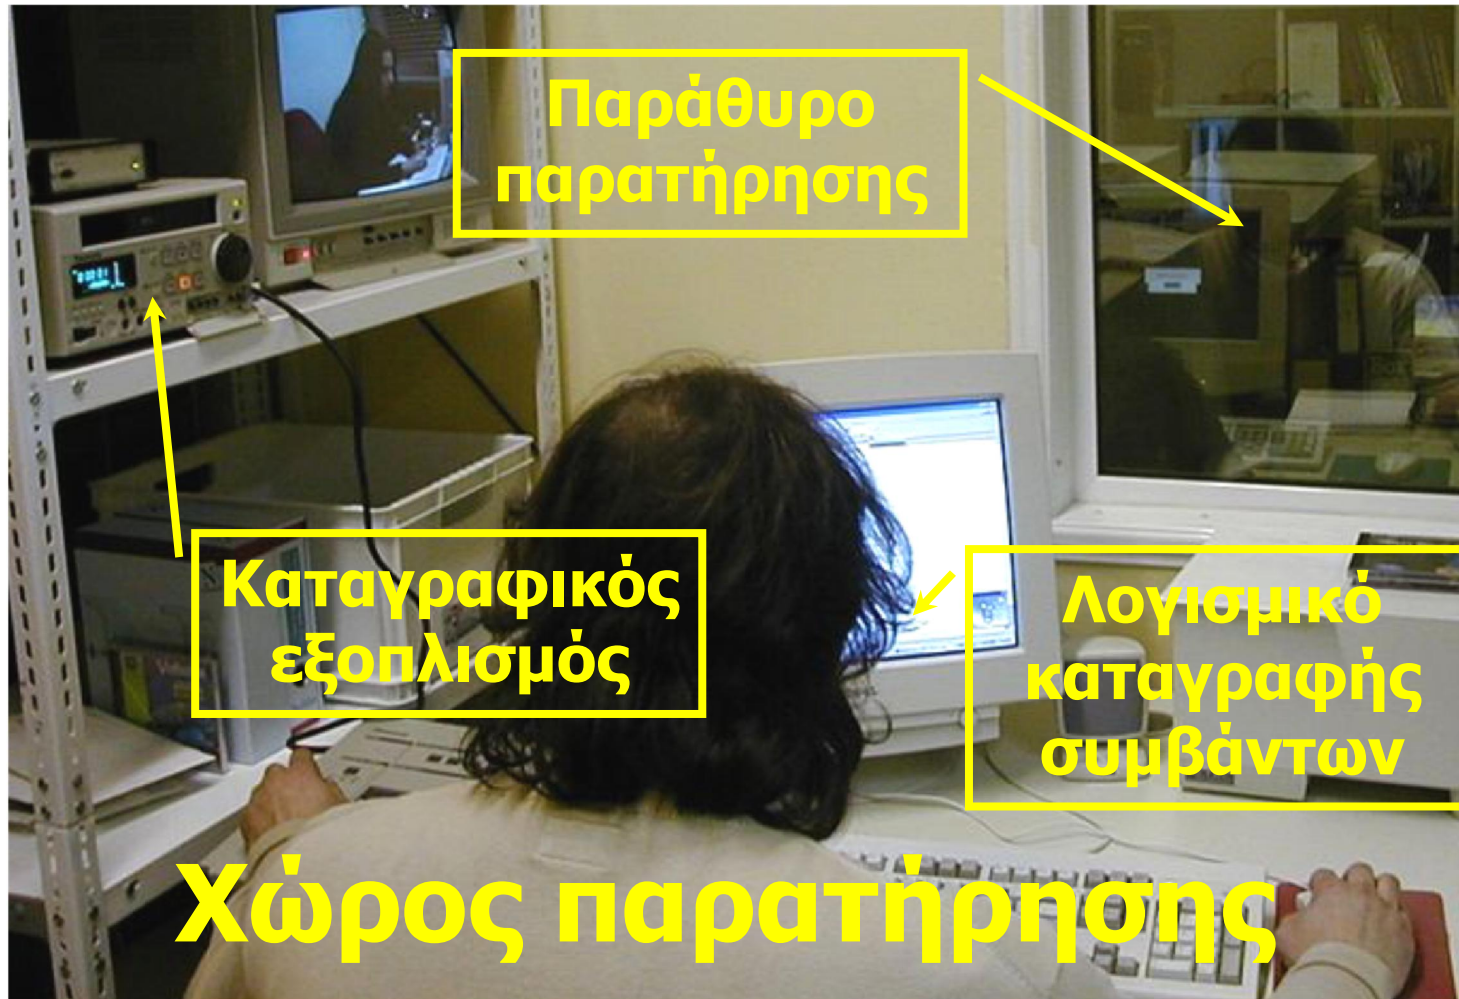 Παράθυρο
παρατήρησης
Καταγραφικός
εξοπλισμός
Λογισμικό
καταγραφής
συμβάντων
Χώρος παρατήρησης